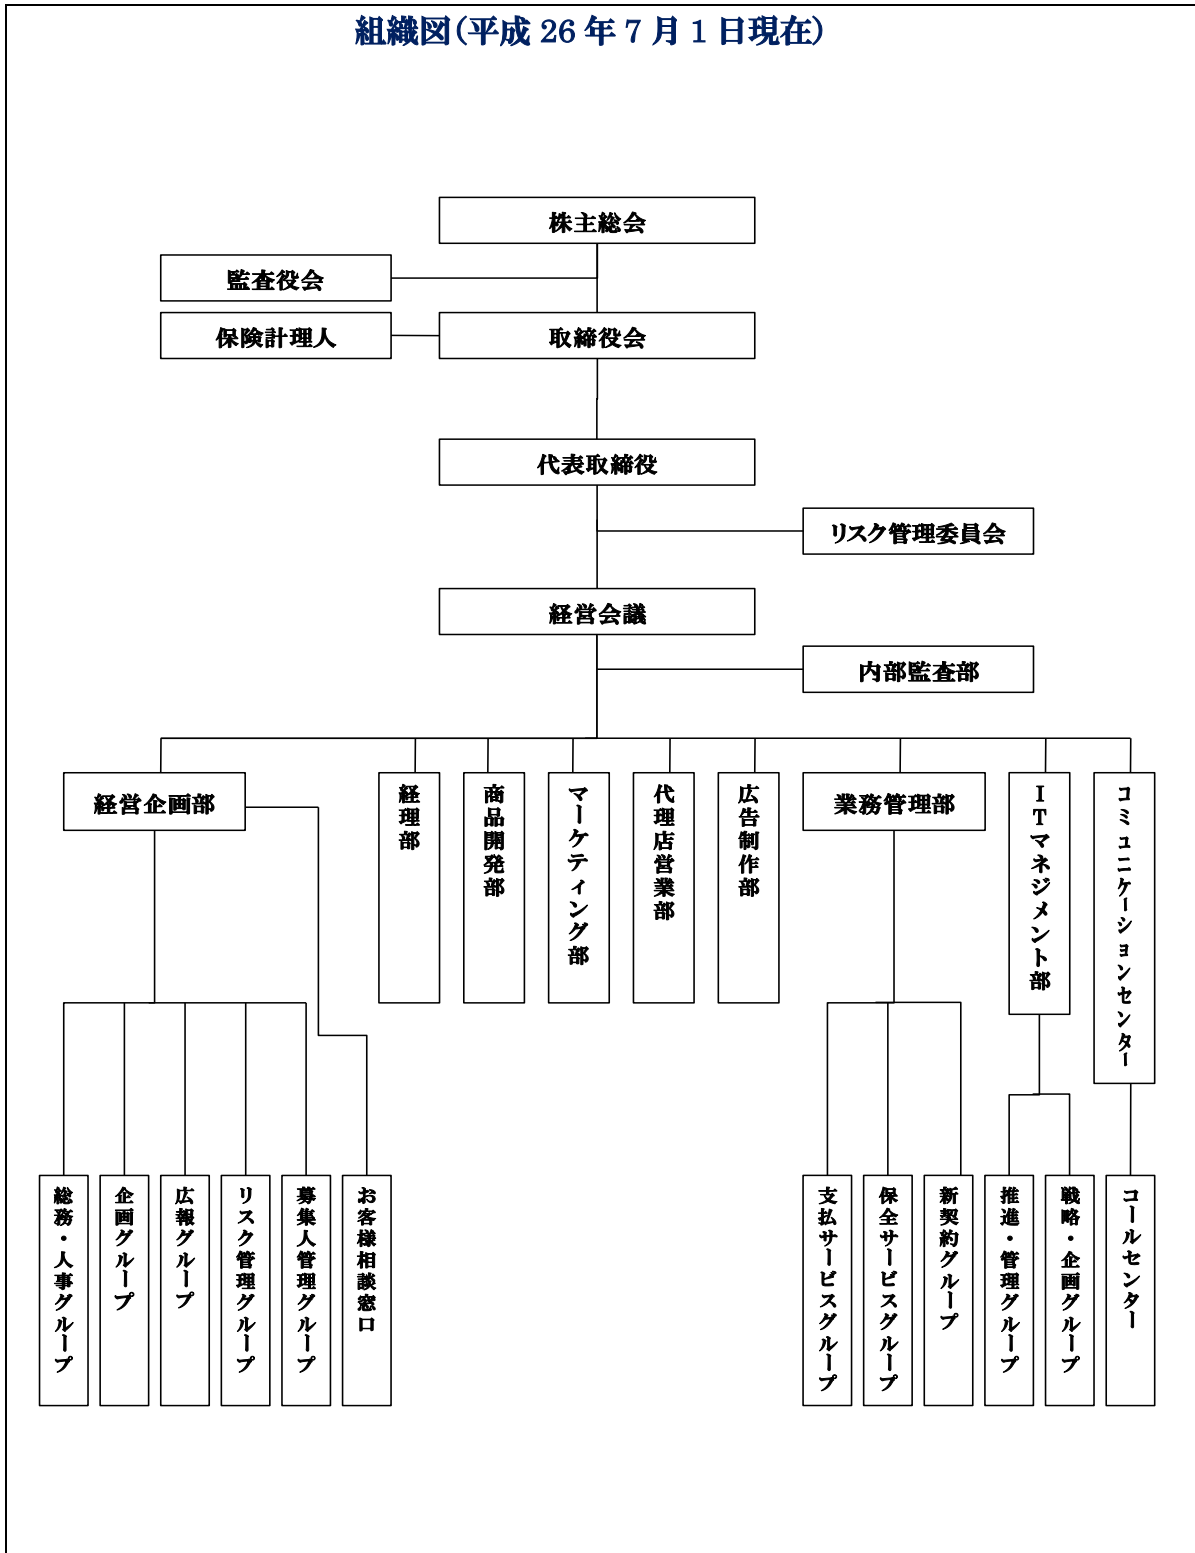 組織図(平成 26 年 7 月 1 日現在)
株主総会
監査役会
保険計理人
取締役会
代表取締役
リスク管理委員会
経営会議
内部監査部
経営企画部
経理部
商品開発部
マーケティング部
代理店営業部
広告制作部
業務管理部
ITマネジメント部
コミュニケーションセンター
総務・人事グループ
企画グループ
広報グループ
リスク管理グループ
募集人管理グループ
お客様相談窓口
支払サービスグループ
保全サービスグループ
新契約グループ
推進・管理グループ
戦略・企画グループ
コールセンター